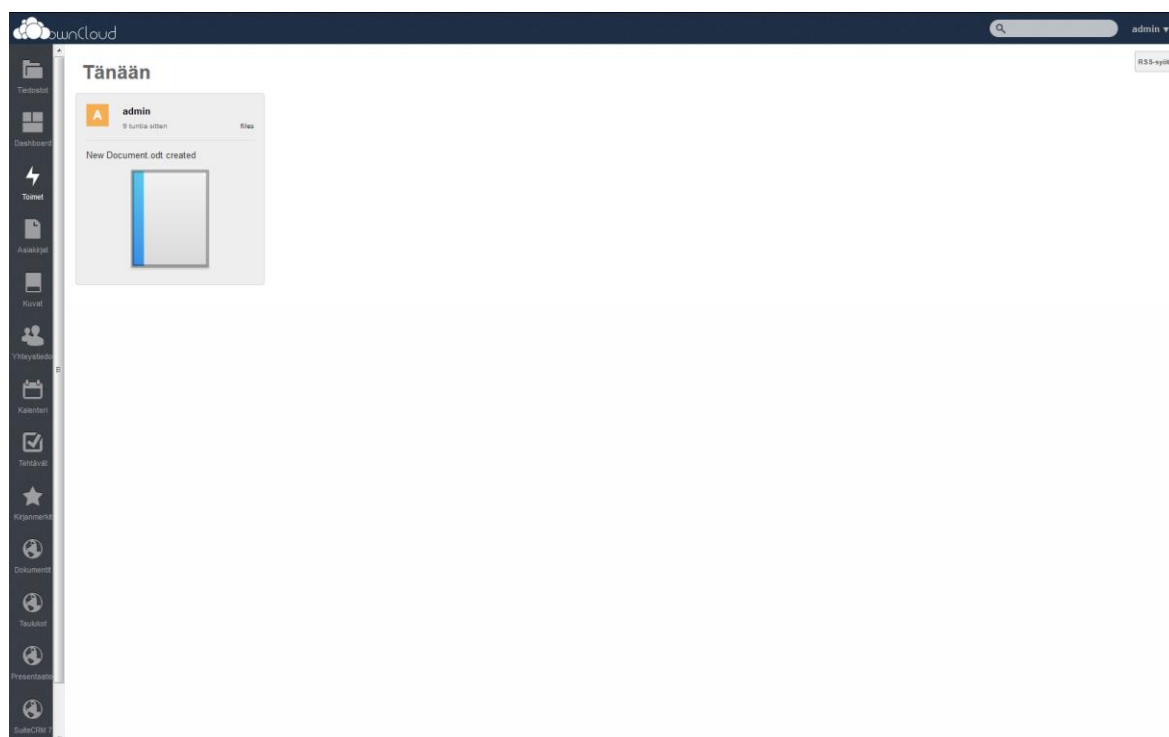 ownCloud
admin
Tiedostot
Dashboard
Toimet
Asiakirjat
Kuvat
Yhteystiedo
Kalenteri
Tehtävät
Kirjanmerkit
Dokumentit
Taulukot
Presentaatio
SuiteCRM 7
RSS-syöt
Tänään
A
admin
9 tuntia sitten
files
New Document.odt created